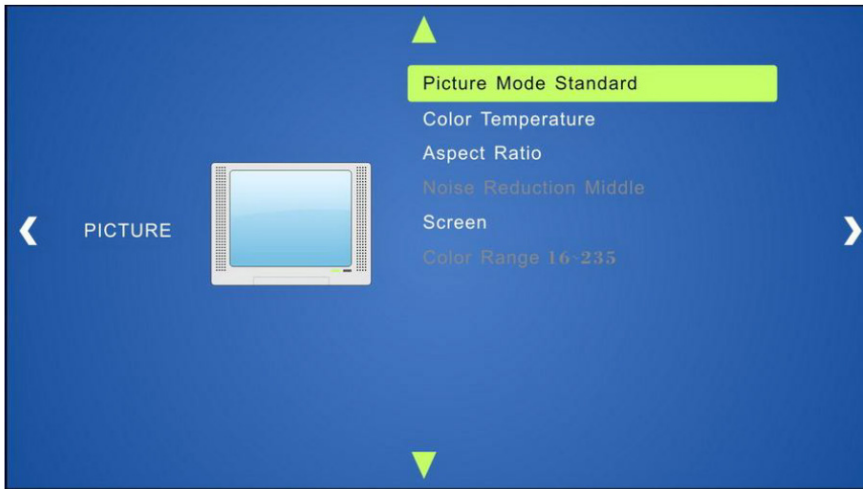 Picture Mode Standard
Color Temperature
Aspect Ratio
Noise Reduction Middle
PICTURE
Screen
Color Range 16~235